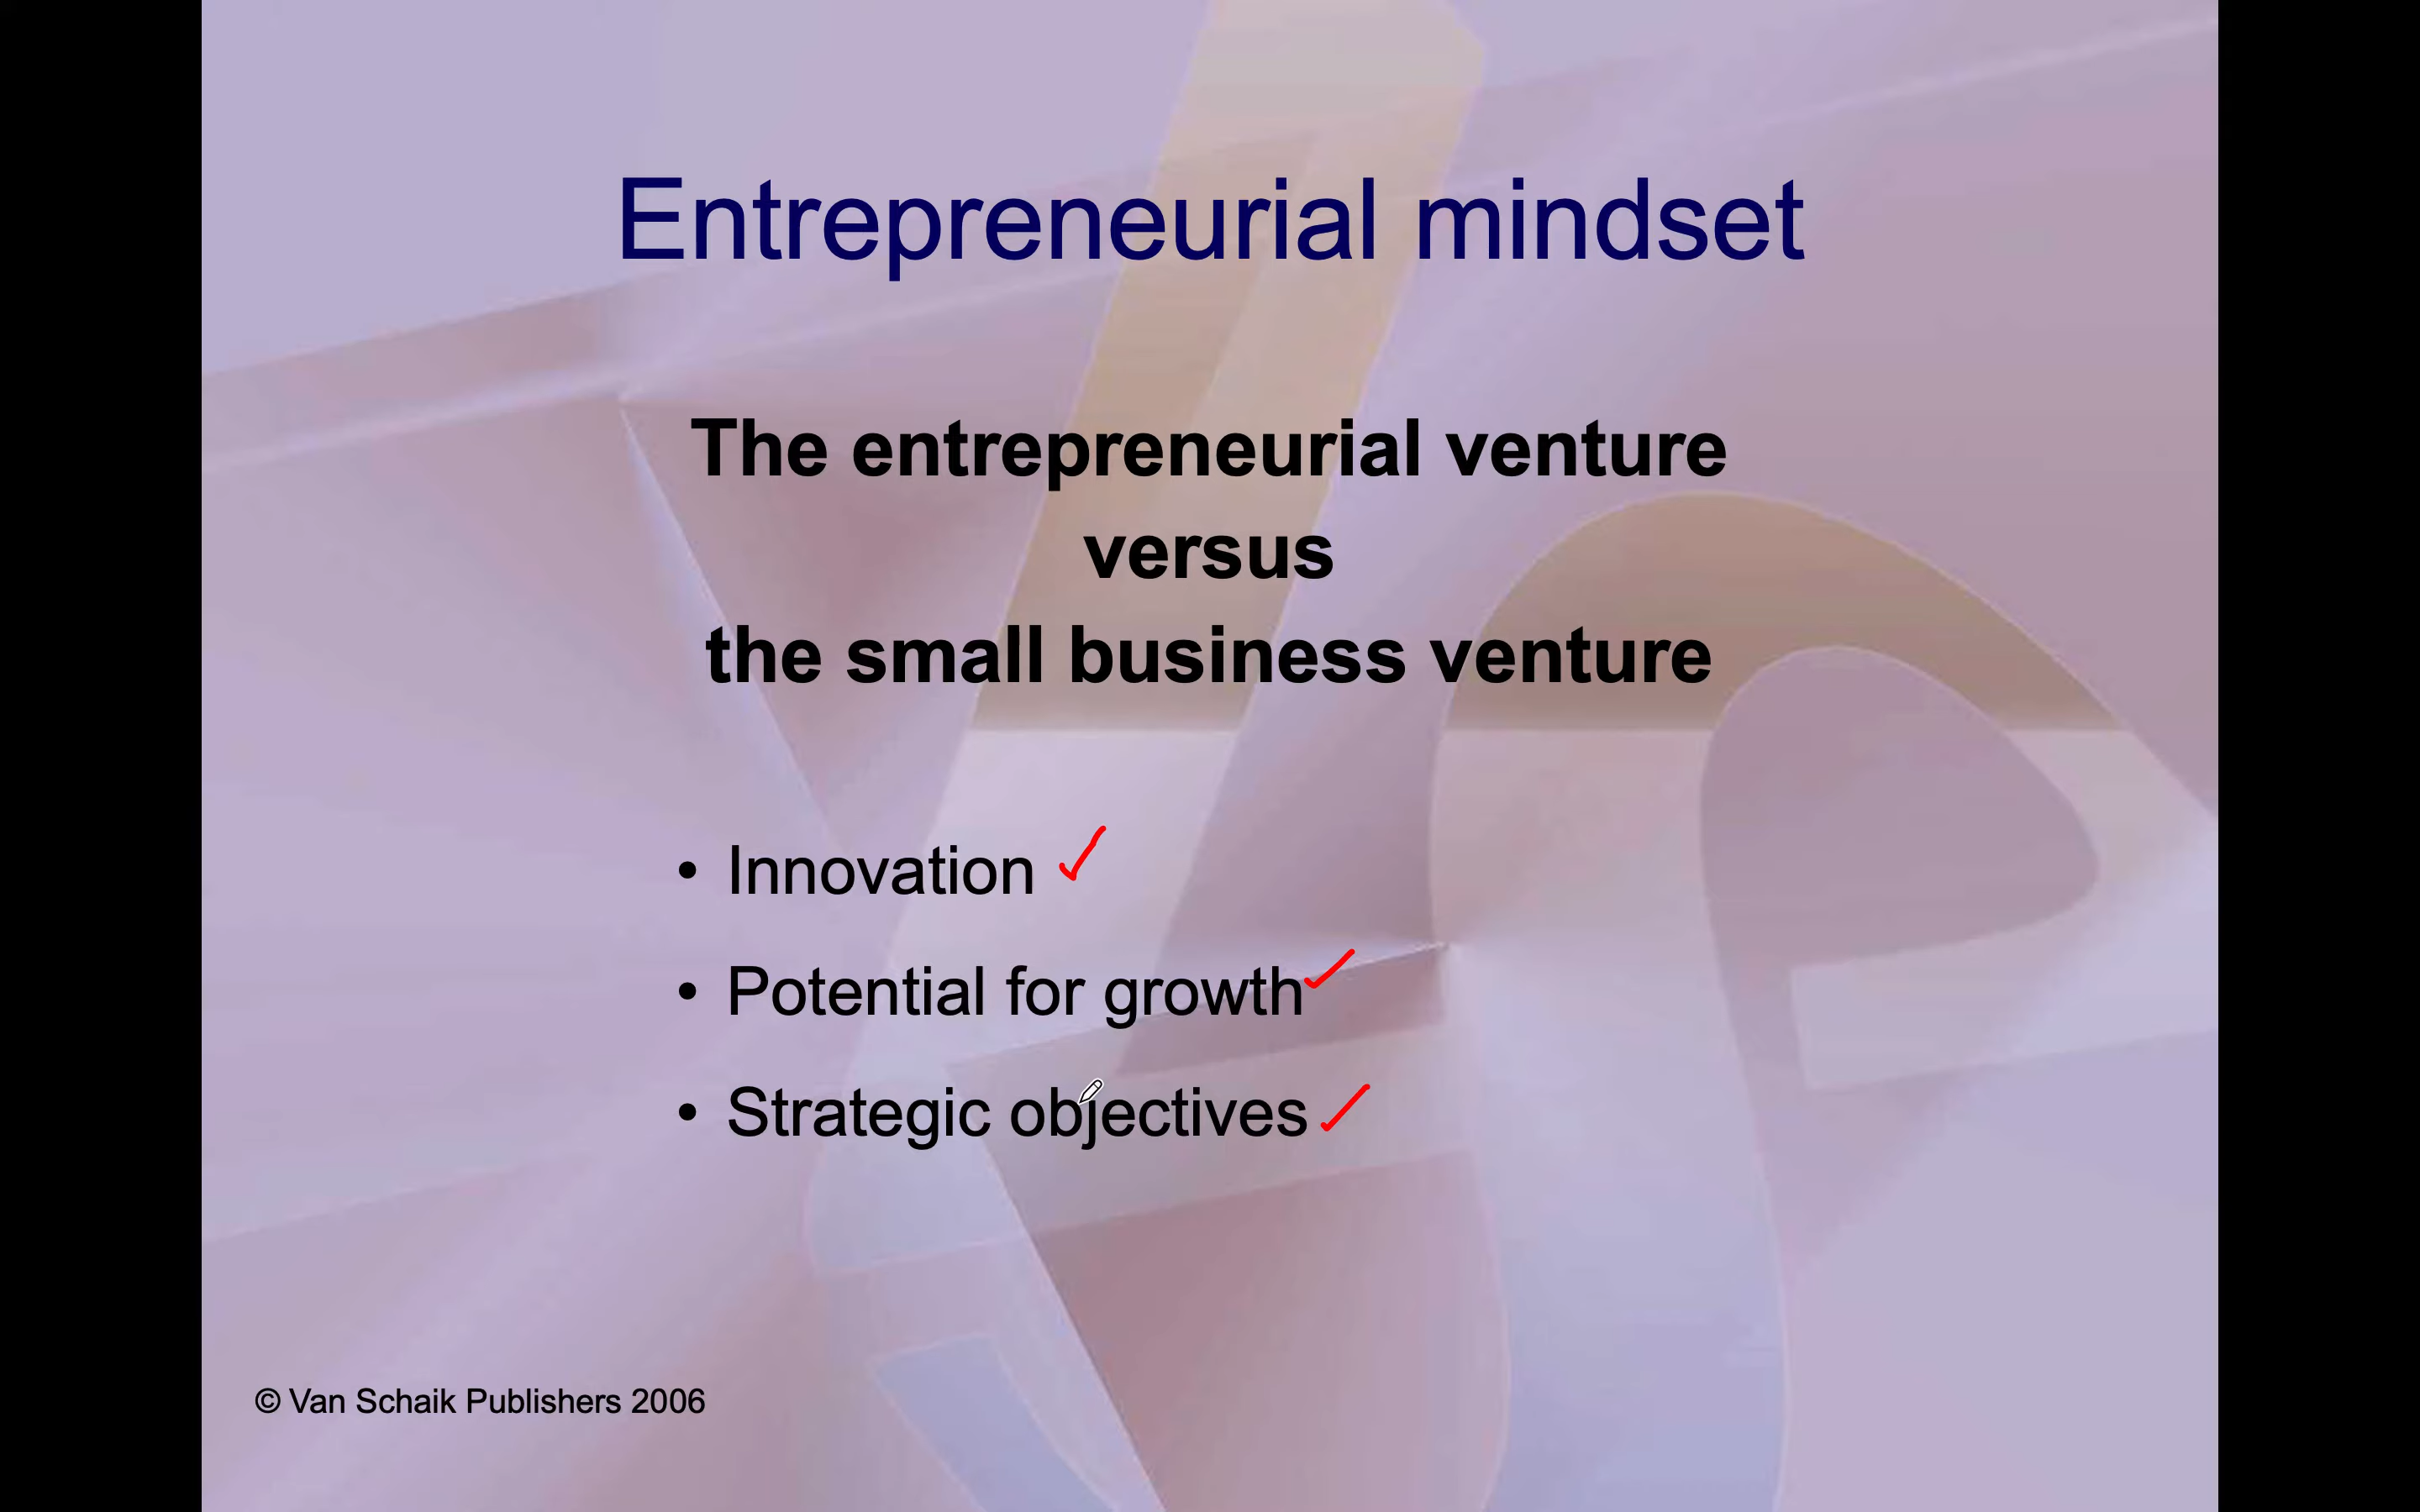 Entrepreneurial mindset
The entrepreneurial venture
versus
the small business venture
• Innovation
• Potential for growth
• Strategic objectives
© Van Schaik Publishers 2006